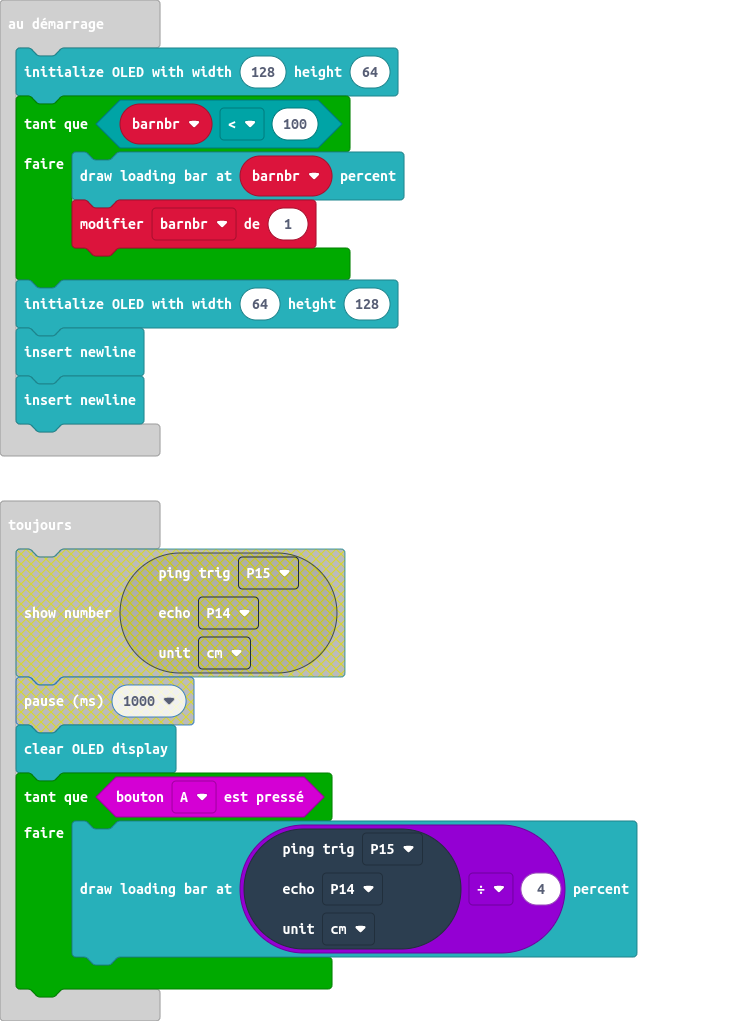 au démarrage
initialize OLED with width 128 height 64
tant que barnbr < 100
faire
draw loading bar at barnbr percent
modifier barnbr de 1
initialize OLED with width 64 height 128
insert newline
insert newline
toujours
ping trig P15
show number echo P14
unit cm
pause (ms) 1000
clear OLED display
tant que bouton A est pressé
faire
ping trig P15
draw loading bar at echo P14 ÷ 4 percent
unit cm